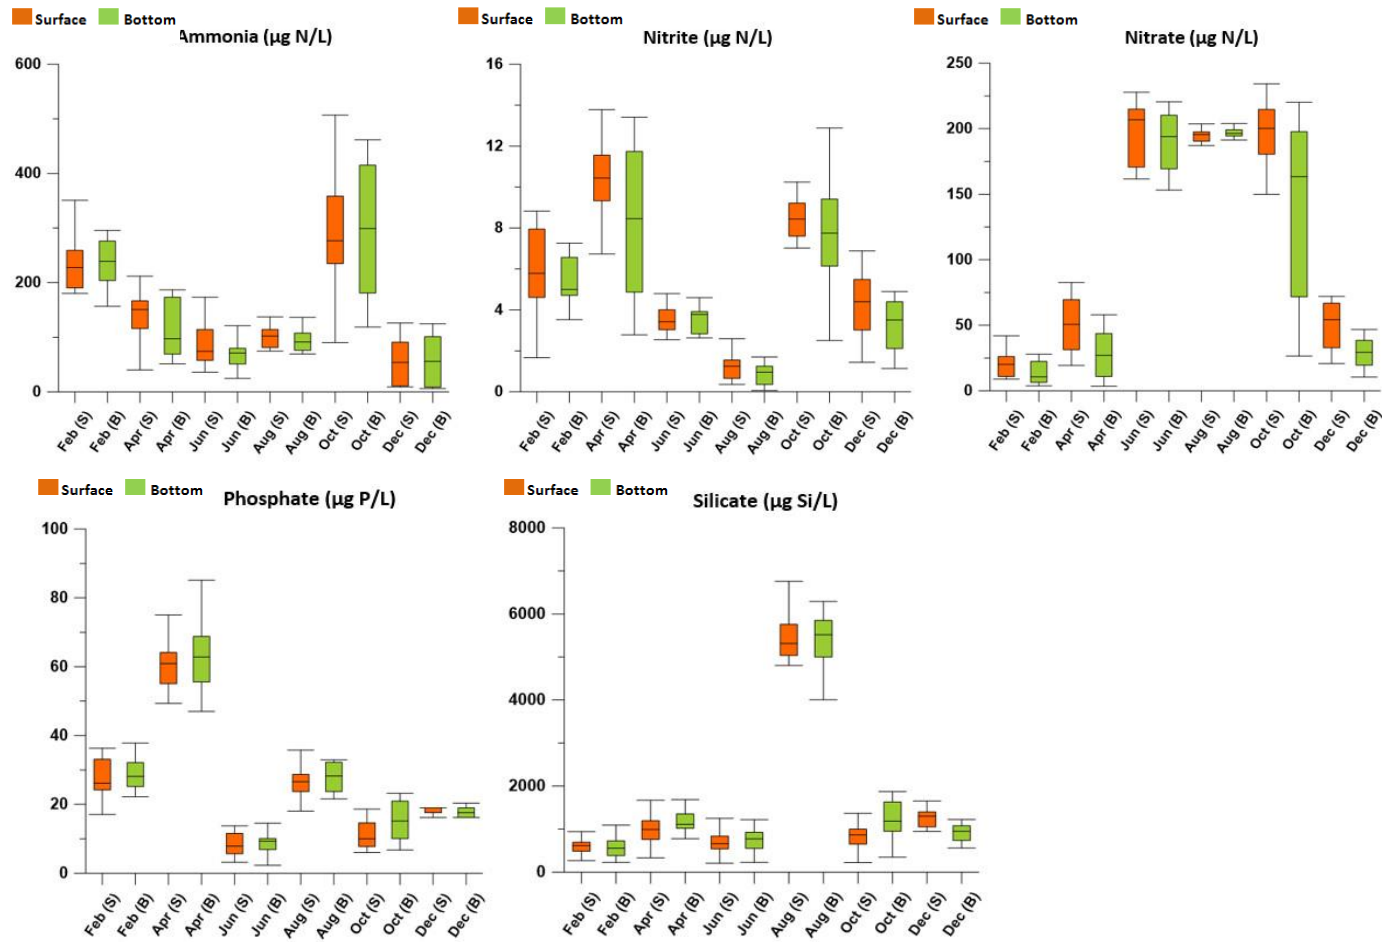 Surface Bottom
Ammonia (µg N/L)
600
400
200
0
Feb (S) Feb (B) Apr (S) Apr (B) Jun (S) Jun (B) Aug (S) Aug (B) Oct (S) Oct (B) Dec (S) Dec (B)
Surface Bottom
Nitrite (µg N/L)
16
12
8
4
0
Feb (S) Feb (B) Apr (S) Apr (B) Jun (S) Jun (B) Aug (S) Aug (B) Oct (S) Oct (B) Dec (S) Dec (B)
Surface Bottom
Nitrate (µg N/L)
250
200
150
100
50
0
Feb (S) Feb (B) Apr (S) Apr (B) Jun (S) Jun (B) Aug (S) Aug (B) Oct (S) Oct (B) Dec (S) Dec (B)
Surface Bottom
Phosphate (µg P/L)
100
80
60
40
20
0
Feb (S) Feb (B) Apr (S) Apr (B) Jun (S) Jun (B) Aug (S) Aug (B) Oct (S) Oct (B) Dec (S) Dec (B)
Surface Bottom
Silicate (µg Si/L)
8000
6000
4000
2000
0
Feb (S) Feb (B) Apr (S) Apr (B) Jun (S) Jun (B) Aug (S) Aug (B) Oct (S) Oct (B) Dec (S) Dec (B)